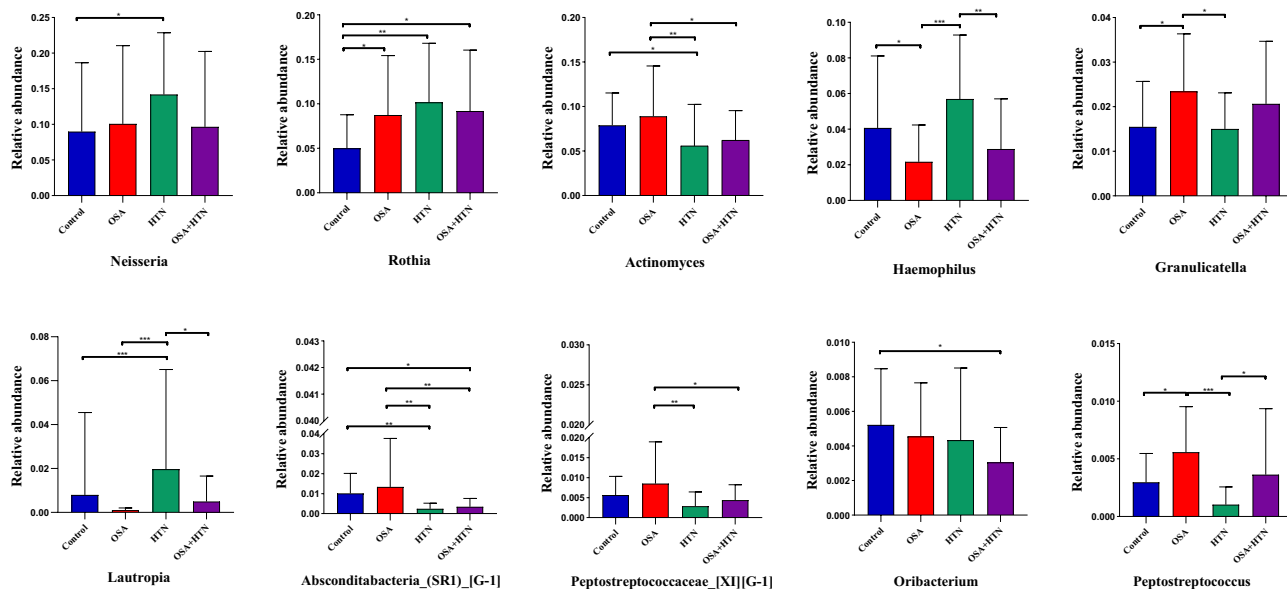 Relative abundance
0.25
0.20
0.15
0.10
0.05
0.00
*
Control
OSA
HTN
OSA+HTN
Neisseria
Relative abundance
0.20
0.15
0.10
0.05
0.00
*
**
*
Control
OSA
HTN
OSA+HTN
Rothia
Relative abundance
0.20
0.15
0.10
0.05
0.00
*
**
*
Control
OSA
HTN
OSA+HTN
Actinomyces
Relative abundance
0.10
0.08
0.06
0.04
0.02
0.00
***
**
*
Control
OSA
HTN
OSA+HTN
Haemophilus
Relative abundance
0.04
0.03
0.02
0.01
0.00
*
*
Control
OSA
HTN
OSA+HTN
Granulicatella
Relative abundance
0.08
0.06
0.04
0.02
0.00
*
***
***
Control
OSA
HTN
OSA+HTN
Lautropia
Relative abundance
0.043
0.042
0.041
0.040
0.04
0.03
0.02
0.01
0.00
*
**
**
**
Control
OSA
HTN
OSA+HTN
Absconditabacteria_(SR1)_[G-1]
Relative abundance
0.030
0.025
0.020
0.020
0.015
0.010
0.005
0.000
*
**
Control
OSA
HTN
OSA+HTN
Peptostreptococcaceae_[XI][G-1]
Relative abundance
0.010
0.008
0.006
0.004
0.002
0.000
*
Control
OSA
HTN
OSA+HTN
Oribacterium
Relative abundance
0.015
0.010
0.005
0.000
*
*
***
Control
OSA
HTN
OSA+HTN
Peptostreptococcus